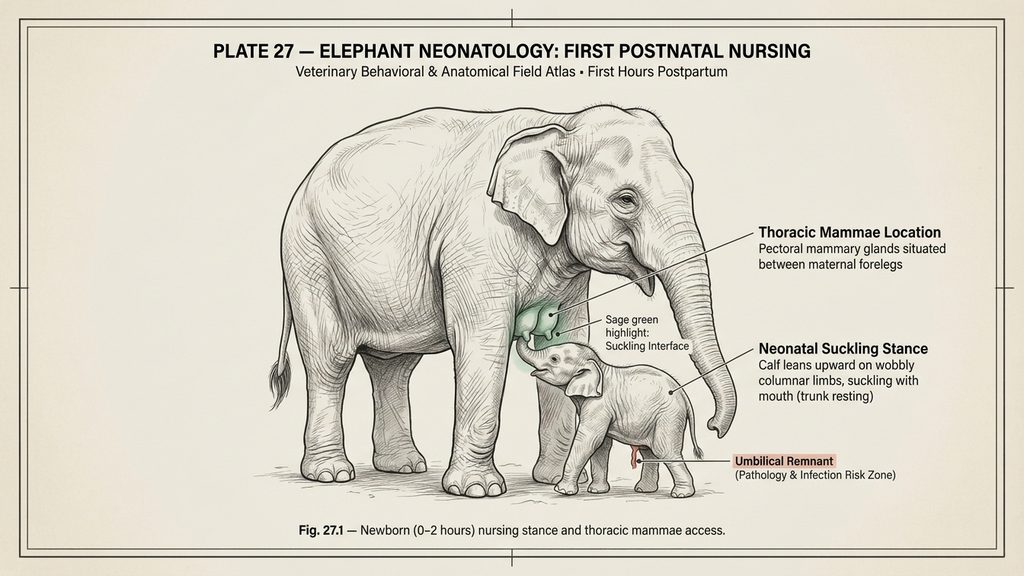 PLATE 27 — ELEPHANT NEONATOLOGY: FIRST POSTNATAL NURSING
Veterinary Behavioral & Anatomical Field Atlas • First Hours Postpartum
Thoracic Mammae Location
Pectoral mammary glands situated
between maternal forelegs
Sage green
highlight:
Suckling Interface
Neonatal Suckling Stance
Calf leans upward on wobbly
columnar limbs, suckling with
mouth (trunk resting)
Umbilical Remnant
(Pathology & Infection Risk Zone)
Fig. 27.1 — Newborn (0–2 hours) nursing stance and thoracic mammae access.